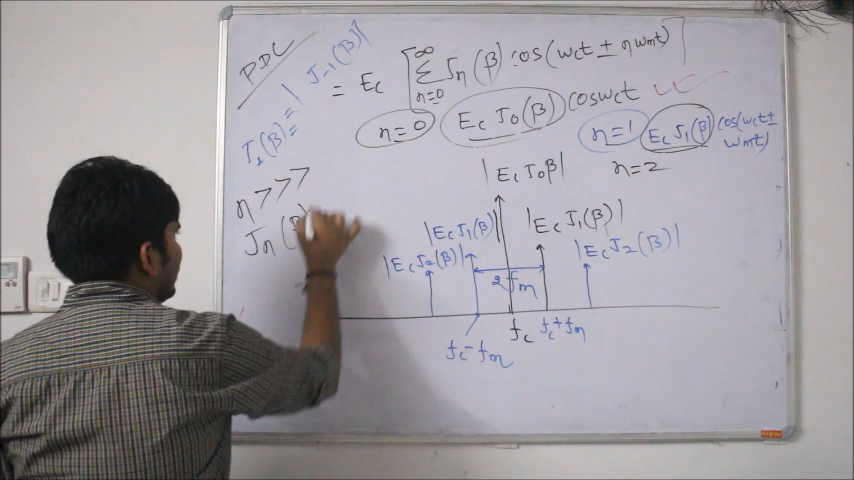 PDC
J₁(β) = |J-1(β)|
= Ec [∑ n=0 ∞ Jn(β) cos(ωct ± nωmt)]
n=0 Ec J0(β) cosωct
n=1 Ec J1(β) cos(ωct ± ωmt)
n=2
n>>>
Jn(β)
|Ec J0β|
|Ec J1(β)| |Ec J1(β)|
|Ec J2(β)| |Ec J2(β)|
2fm
fc-fm fc fc+fm